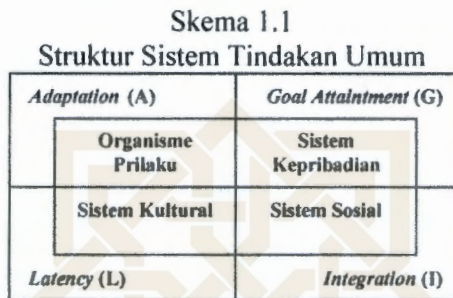 Skema 1.1
Struktur Sistem Tindakan Umum
Adaptation (A) Goal Attaintment (G)
Organisme Prilaku Sistem Kepribadian
Sistem Kultural Sistem Sosial
Latency (L) Integration (I)